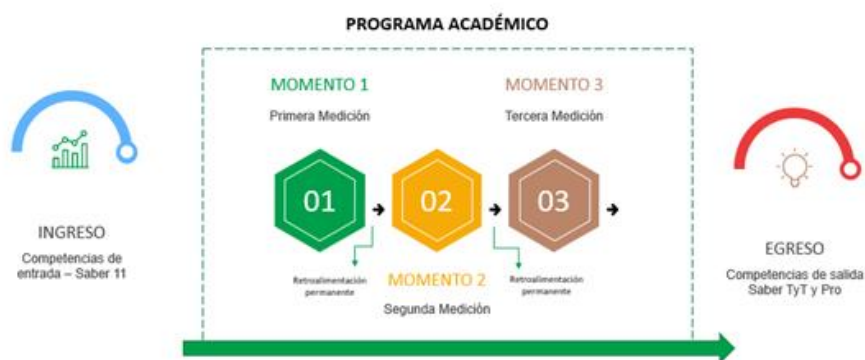 PROGRAMA ACADÉMICO
INGRESO
Competencias de
entrada – Saber 11
MOMENTO 1
Primera Medición
01
Retroalimentación
permanente
02
MOMENTO 2
Segunda Medición
MOMENTO 3
Tercera Medición
03
Retroalimentación
permanente
EGRESO
Competencias de salida
Saber TyT y Pro